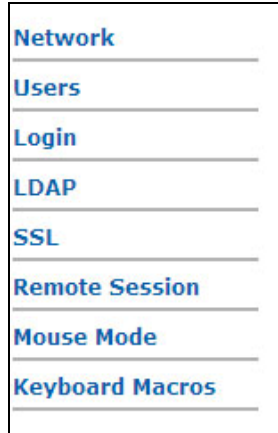 Network
Users
Login
LDAP
SSL
Remote Session
Mouse Mode
Keyboard Macros